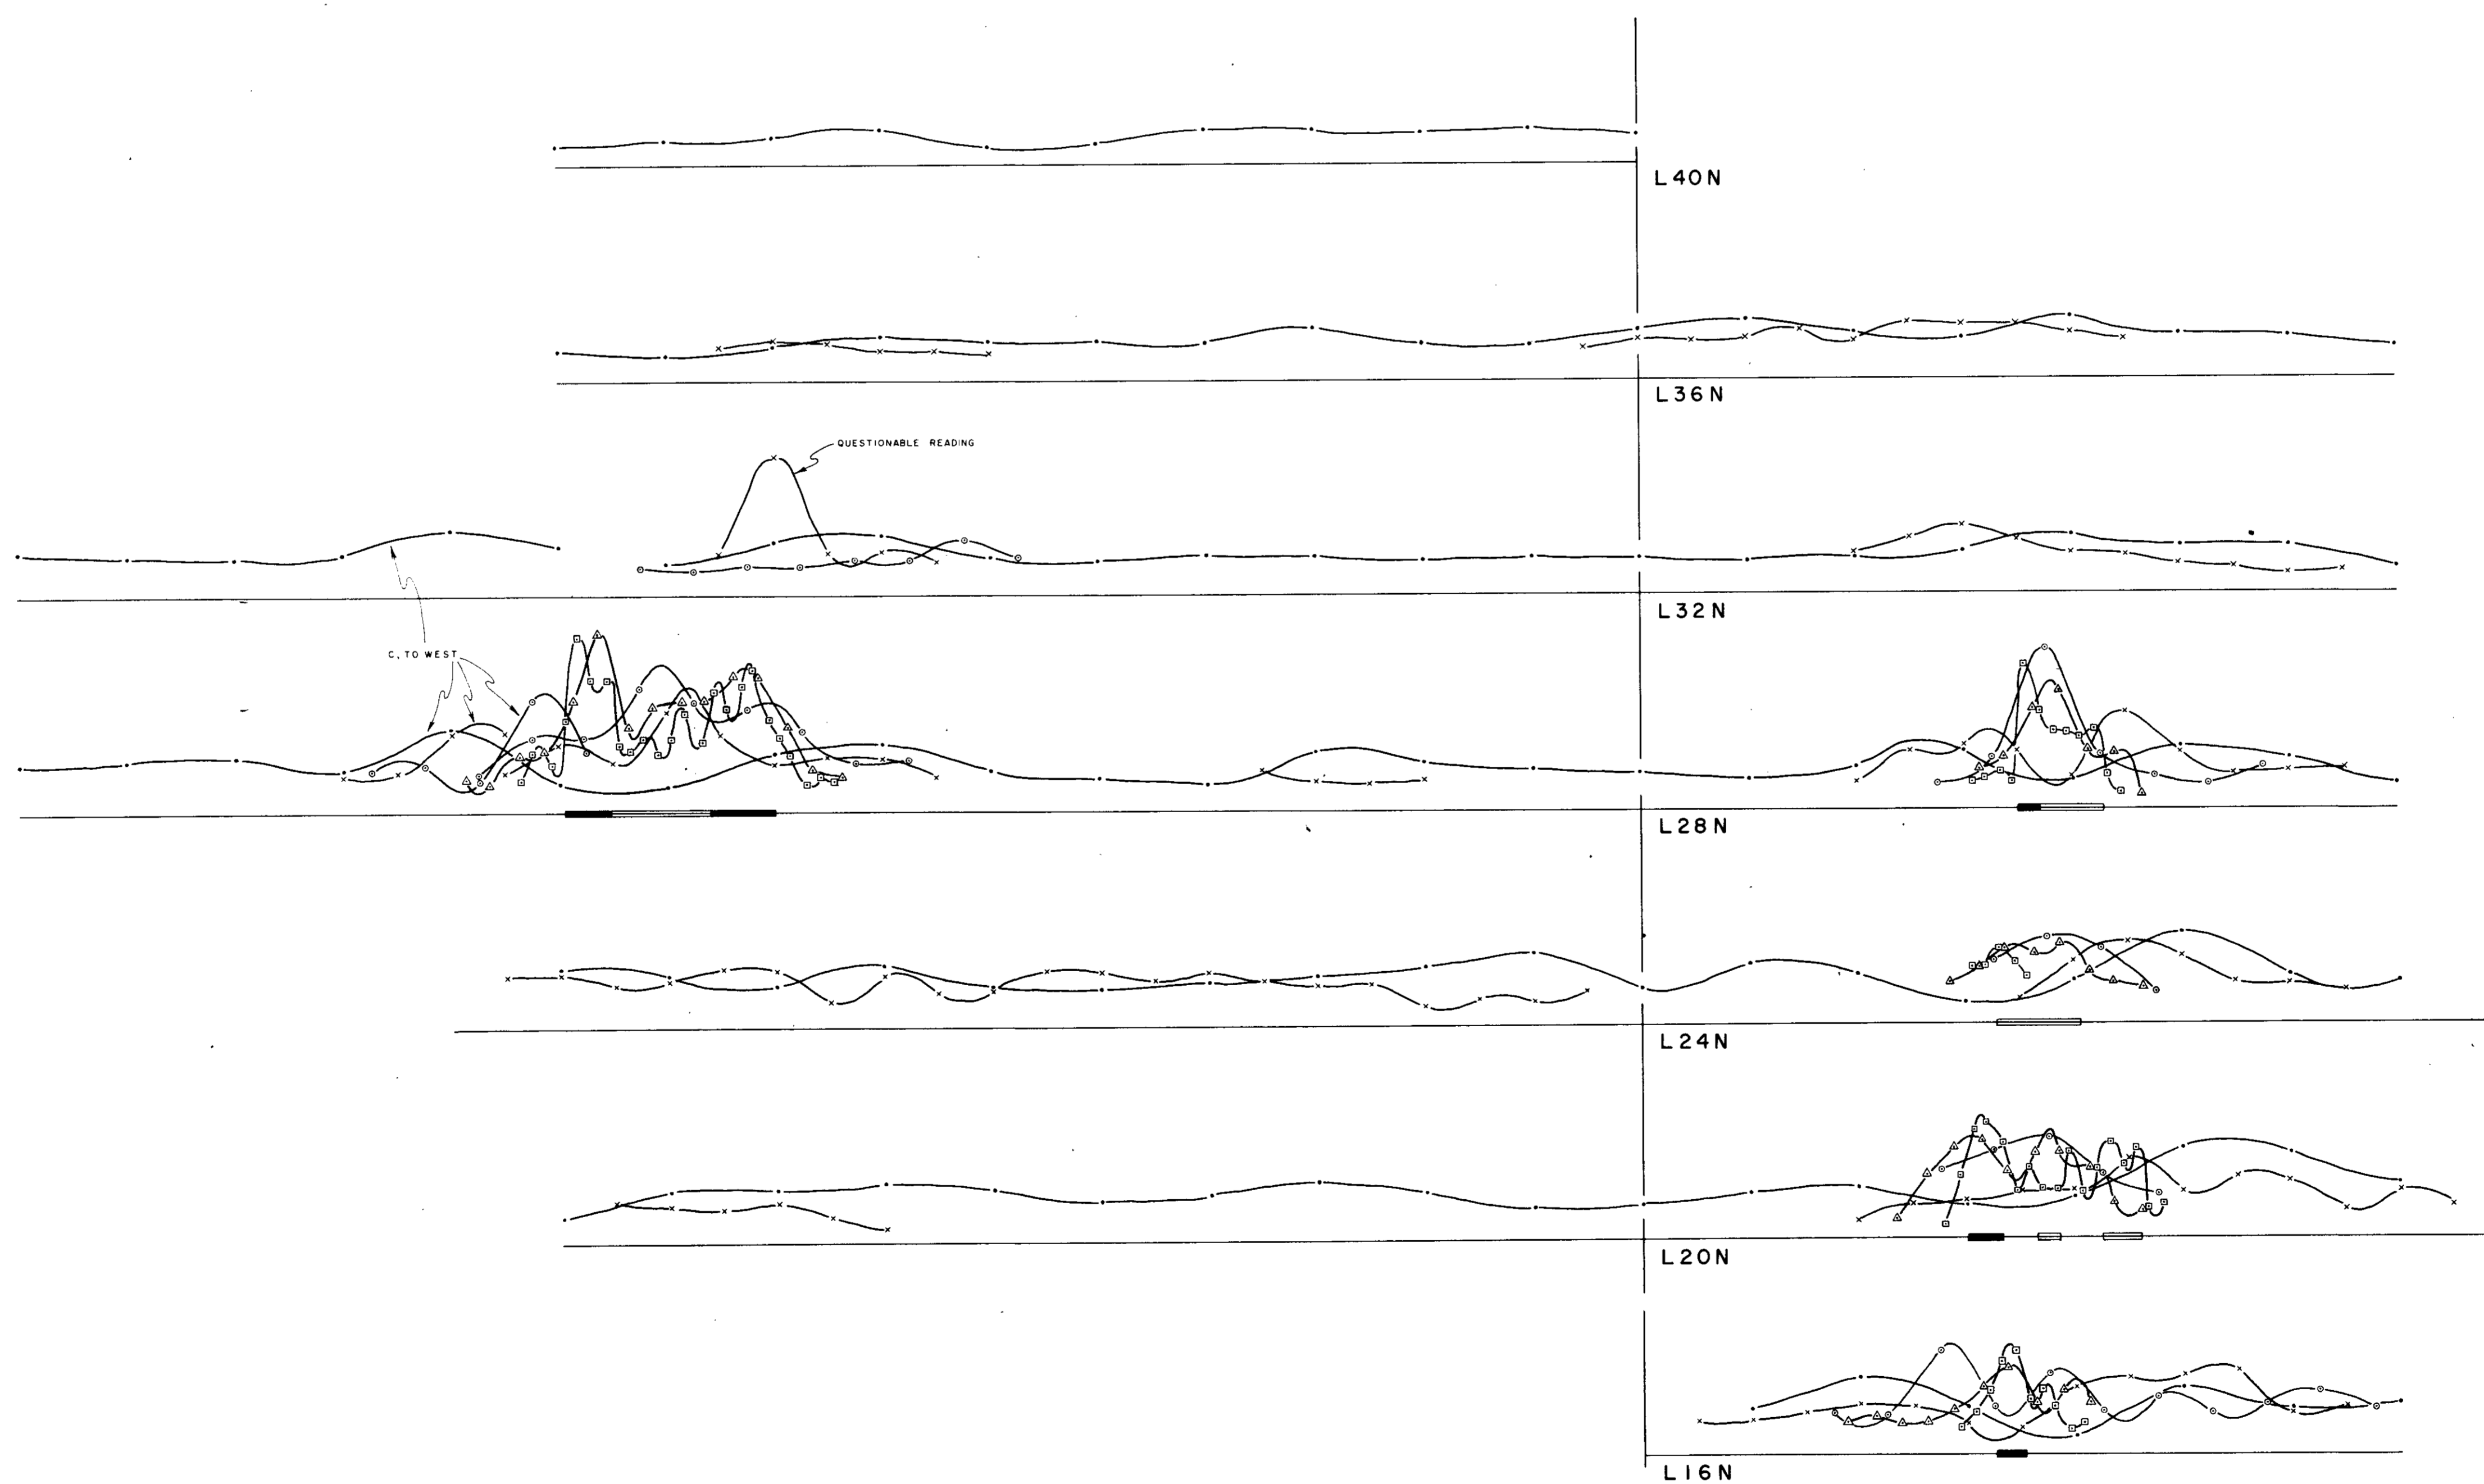 L40N
L36N
QUESTIONABLE READING
L32N
C, TO WEST
L28N
L24N
L20N
L16N